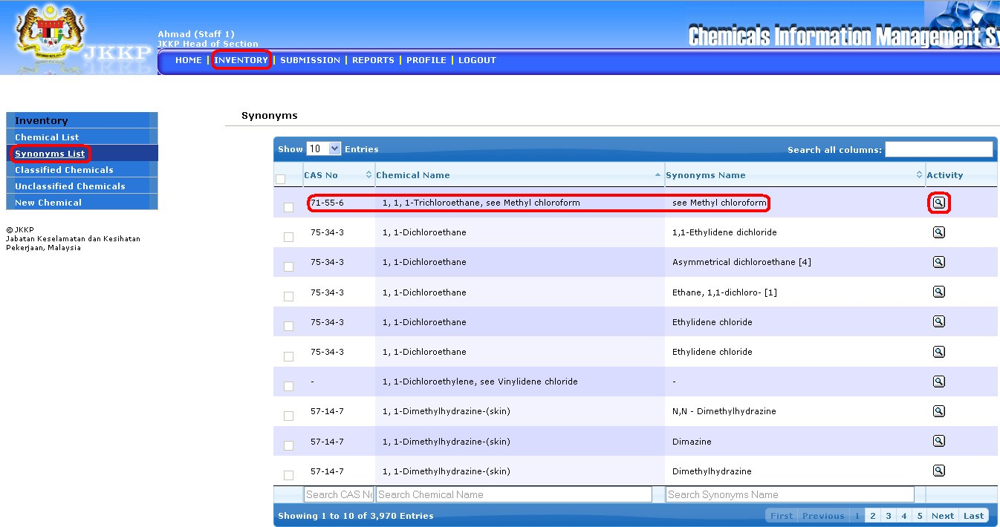 Ahmad (Staff 1)
JKKP Head of Section
JKKP
Chemicals Information Management Sy
HOME | INVENTORY | SUBMISSION | REPORTS | PROFILE | LOGOUT
Inventory
Chemical List
Synonyms List
Classified Chemicals
Unclassified Chemicals
New Chemical
© JKKP
Jabatan Keselamatan dan Kesihatan
Pekerjaan, Malaysia
Synonyms
Show 10 Entries Search all columns:
CAS No Chemical Name Synonyms Name Activity
71-55-6 1, 1, 1-Trichloroethane, see Methyl chloroform see Methyl chloroform
75-34-3 1, 1-Dichloroethane 1,1-Ethylidene dichloride
75-34-3 1, 1-Dichloroethane Asymmetrical dichloroethane [4]
75-34-3 1, 1-Dichloroethane Ethane, 1,1-dichloro- [1]
75-34-3 1, 1-Dichloroethane Ethylidene chloride
75-34-3 1, 1-Dichloroethane Ethylidene chloride
- 1, 1-Dichloroethylene, see Vinylidene chloride -
57-14-7 1, 1-Dimethylhydrazine-(skin) N,N - Dimethylhydrazine
57-14-7 1, 1-Dimethylhydrazine-(skin) Dimazine
57-14-7 1, 1-Dimethylhydrazine-(skin) Dimethylhydrazine
Search CAS No Search Chemical Name Search Synonyms Name
Showing 1 to 10 of 3,970 Entries First Previous 1 2 3 4 5 Next Last